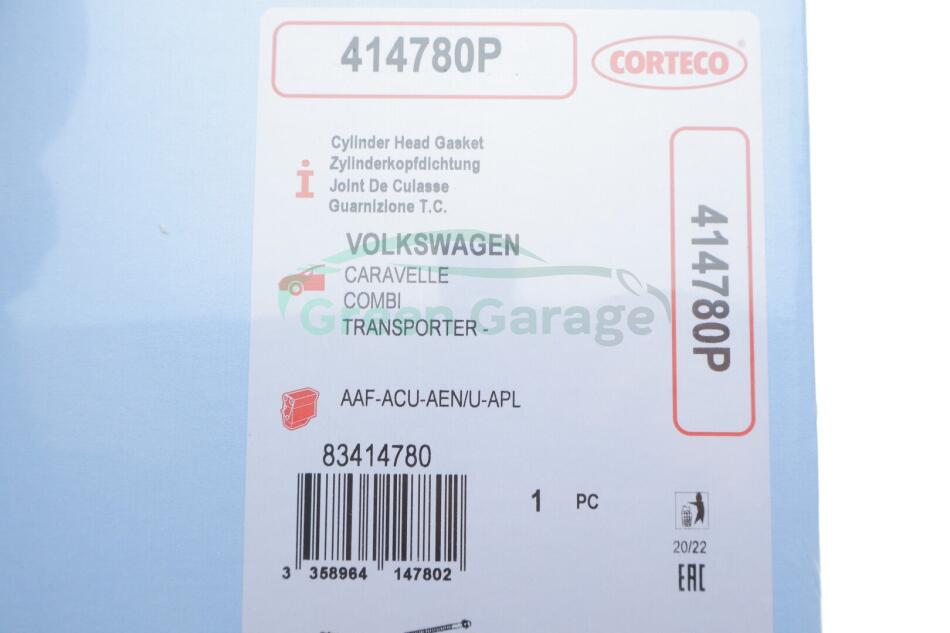 414780P
CORTECO
Cylinder Head Gasket
Zylinderkopfdichtung
Joint De Culasse
Guarnizione T.C.
VOLKSWAGEN
CARAVELLE
COMBI
TRANSPORTER -
Green Garage
414780P
AAF-ACU-AEN/U-APL
83414780
1 PC
3 358964 147802
20/22
EAC